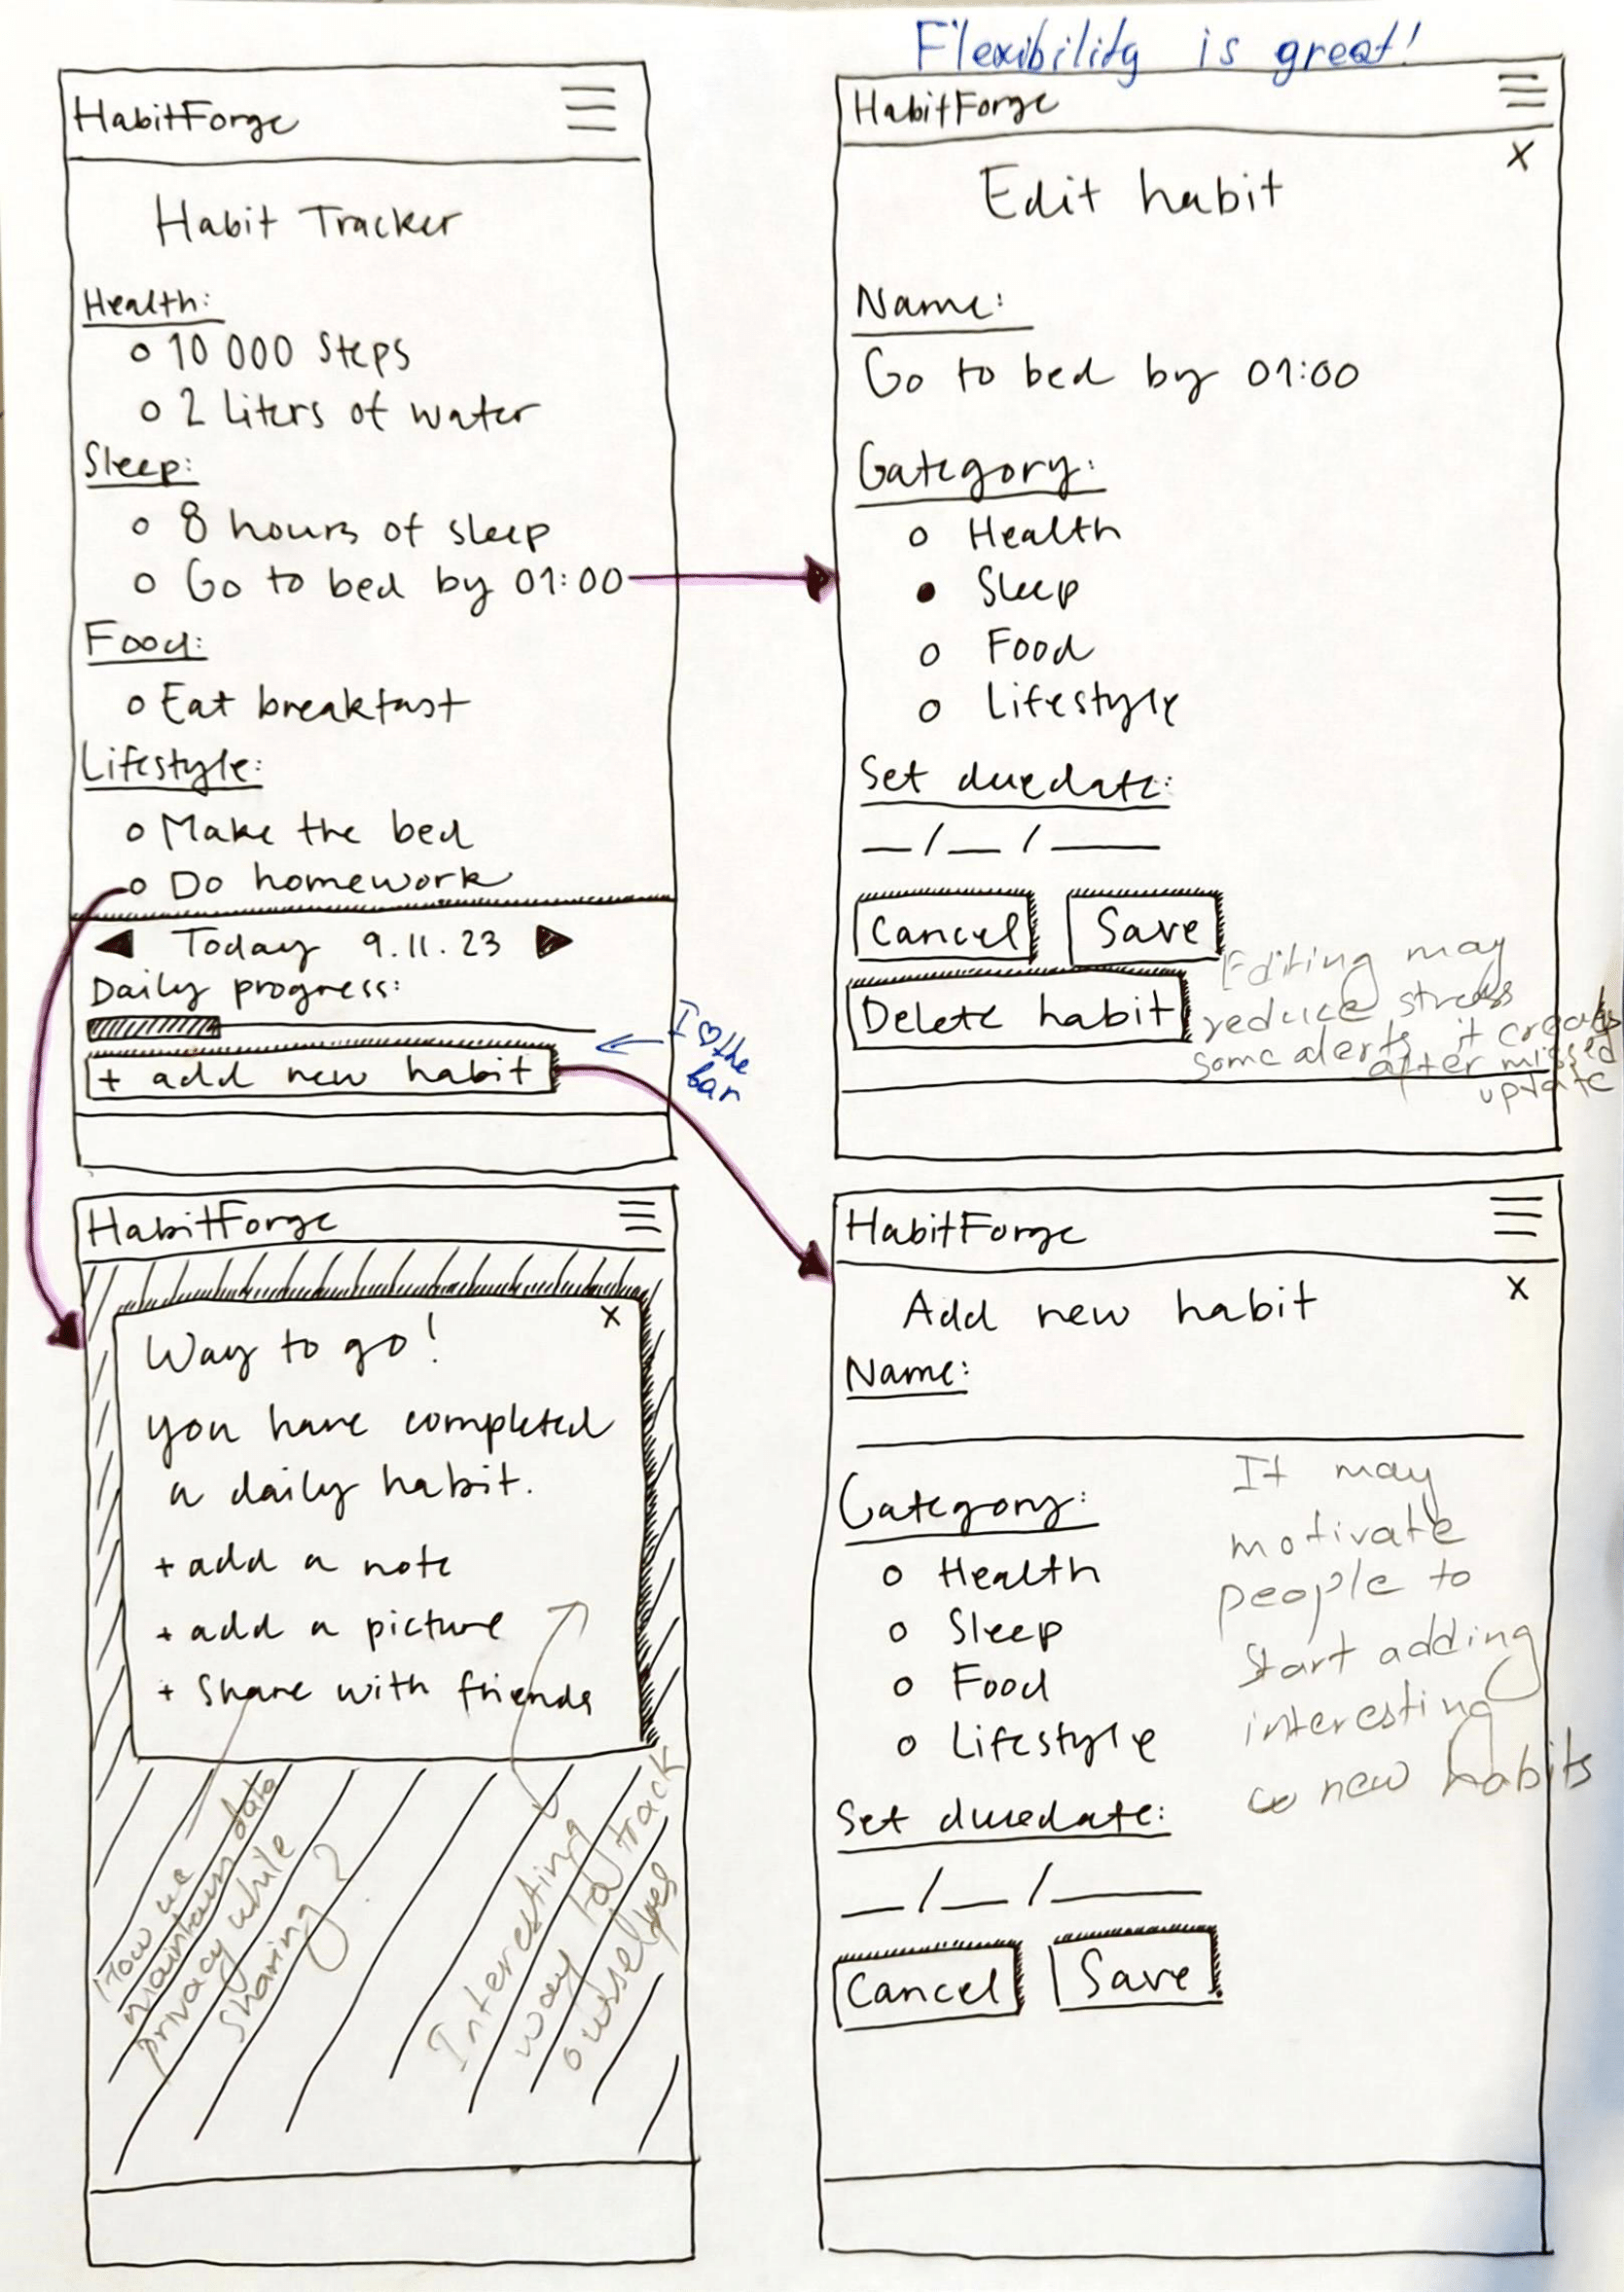 Flexibility is great!
HabitForge
Habit Tracker
Health:
o 10 000 steps
o 2 liters of water
Sleep:
o 8 hours of sleep
o Go to bed by 01:00
Food:
o Eat breakfast
Lifestyle:
o Make the bed
o Do homework
◀ Today 9.11.23 ▶
Daily progress:
+ add new habit
I ♡ the
bar
HabitForge
X
Edit habit
Name:
Go to bed by 01:00
Category:
o Health
● Sleep
o Food
o Lifestyle
Set duedate:
__/__/____
Cancel
Save
Delete habit
Editing may
reduce stress
some alerts it creates
after missed
update
HabitForge
X
Way to go!
you have completed
a daily habit.
+ add a note
+ add a picture
+ share with friends
How we
maintain data
privacy while
sharing?
Interesting
way to track
ourselves
HabitForge
X
Add new habit
Name:
Category:
o Health
o Sleep
o Food
o Lifestyle
Set duedate:
__/__/____
Cancel
Save
It may
motivate
people to
start adding
interesting
new habits